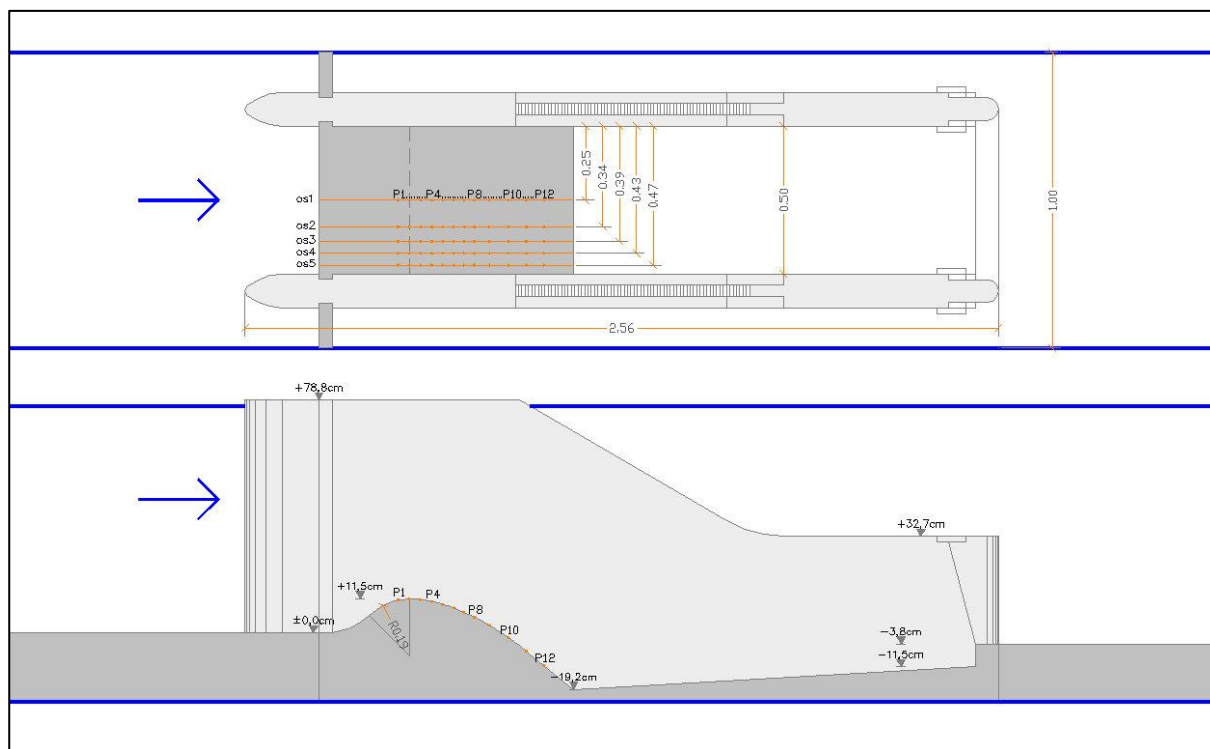 0.25
0.34
0.39
0.43
0.47
0.50
1.00
P1........P4..........P8........P10....P12
os1
os2
os3
os4
os5
2.56
+78,8cm
+32,7cm
+11,5cm
P1
P4
±0,0cm
R0.19
P8
P10
P12
-3,8cm
-11,5cm
-19,2cm